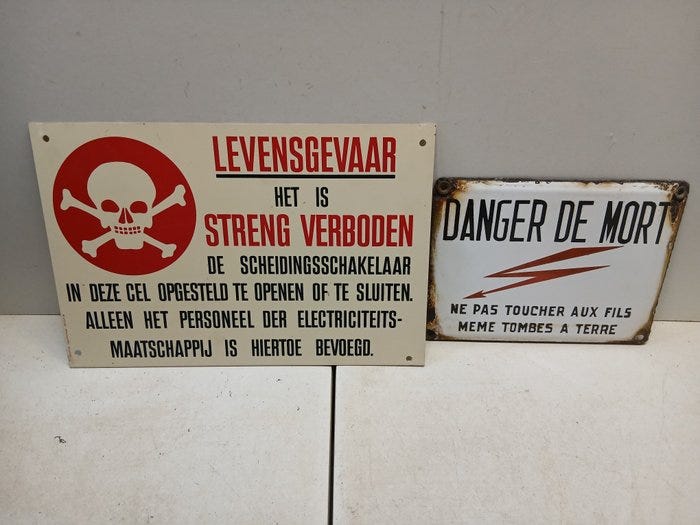 LEVENSGEVAAR
HET IS
STRENG VERBODEN
DE SCHEIDINGSSCHAKELAAR
IN DEZE CEL OPGESTELD TE OPENEN OF TE SLUITEN.
ALLEEN HET PERSONEEL DER ELECTRICITEITS-
MAATSCHAPPIJ IS HIERTOE BEVOEGD.
DANGER DE MORT
NE PAS TOUCHER AUX FILS
MEME TOMBES A TERRE